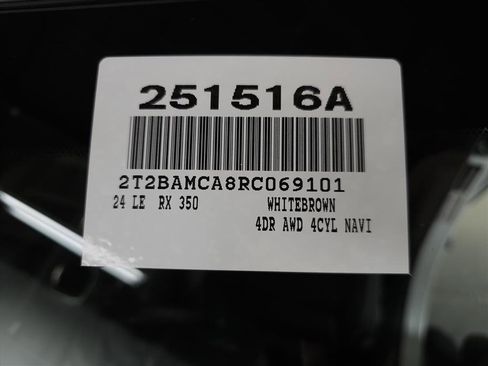 251516A
2T2BAMCA8RC069101
24 LE RX 350 WHITEBROWN
4DR AWD 4CYL NAVI